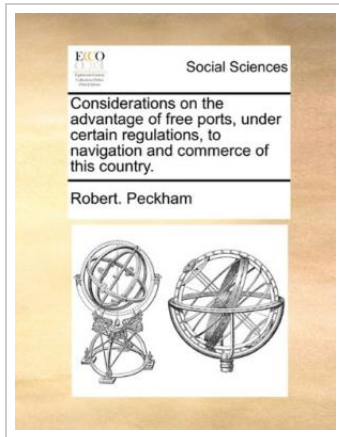 ECCO
Social Sciences
Considerations on the
advantage of free ports, under
certain regulations, to
navigation and commerce of
this country.
Robert. Peckham